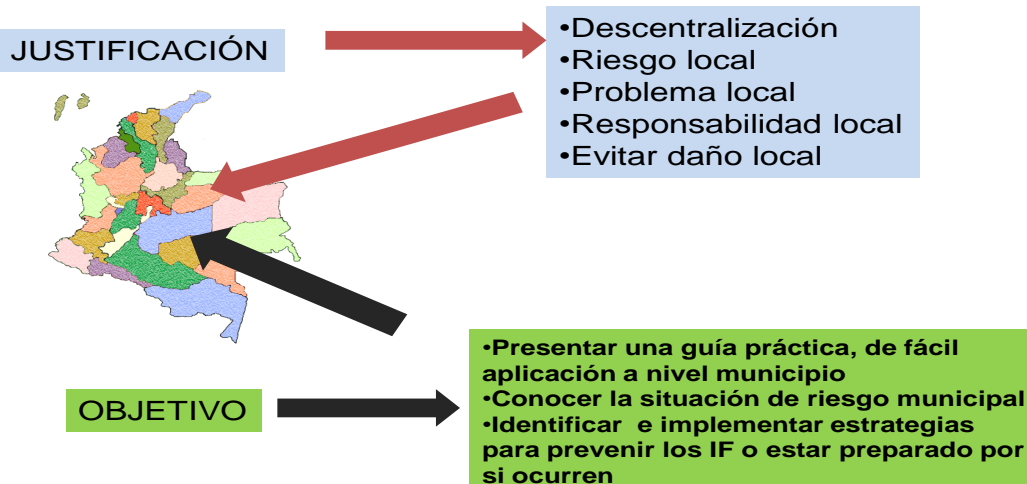 JUSTIFICACIÓN
•Descentralización
•Riesgo local
•Problema local
•Responsabilidad local
•Evitar daño local
OBJETIVO
•Presentar una guía práctica, de fácil
aplicación a nivel municipio
•Conocer la situación de riesgo municipal
•Identificar e implementar estrategias
para prevenir los IF o estar preparado por
si ocurren